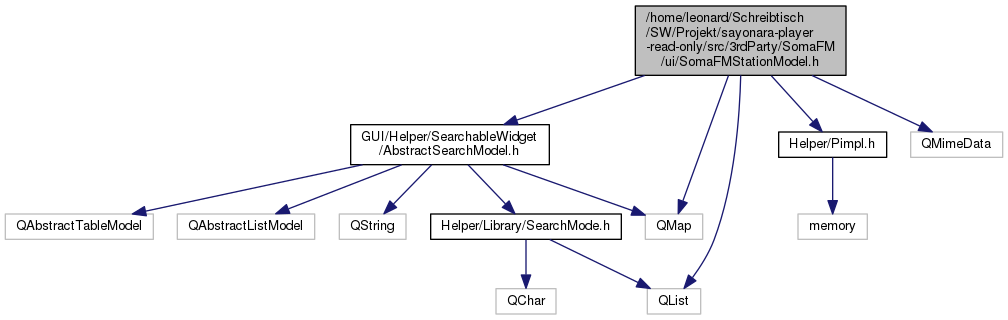 /home/leonard/Schreibtisch
/SW/Projekt/sayonara-player
-read-only/src/3rdParty/SomaFM
/ui/SomaFMStationModel.h
GUI/Helper/SearchableWidget
/AbstractSearchModel.h
Helper/Pimpl.h
QMimeData
QAbstractTableModel
QAbstractListModel
QString
Helper/Library/SearchMode.h
QMap
memory
QChar
QList